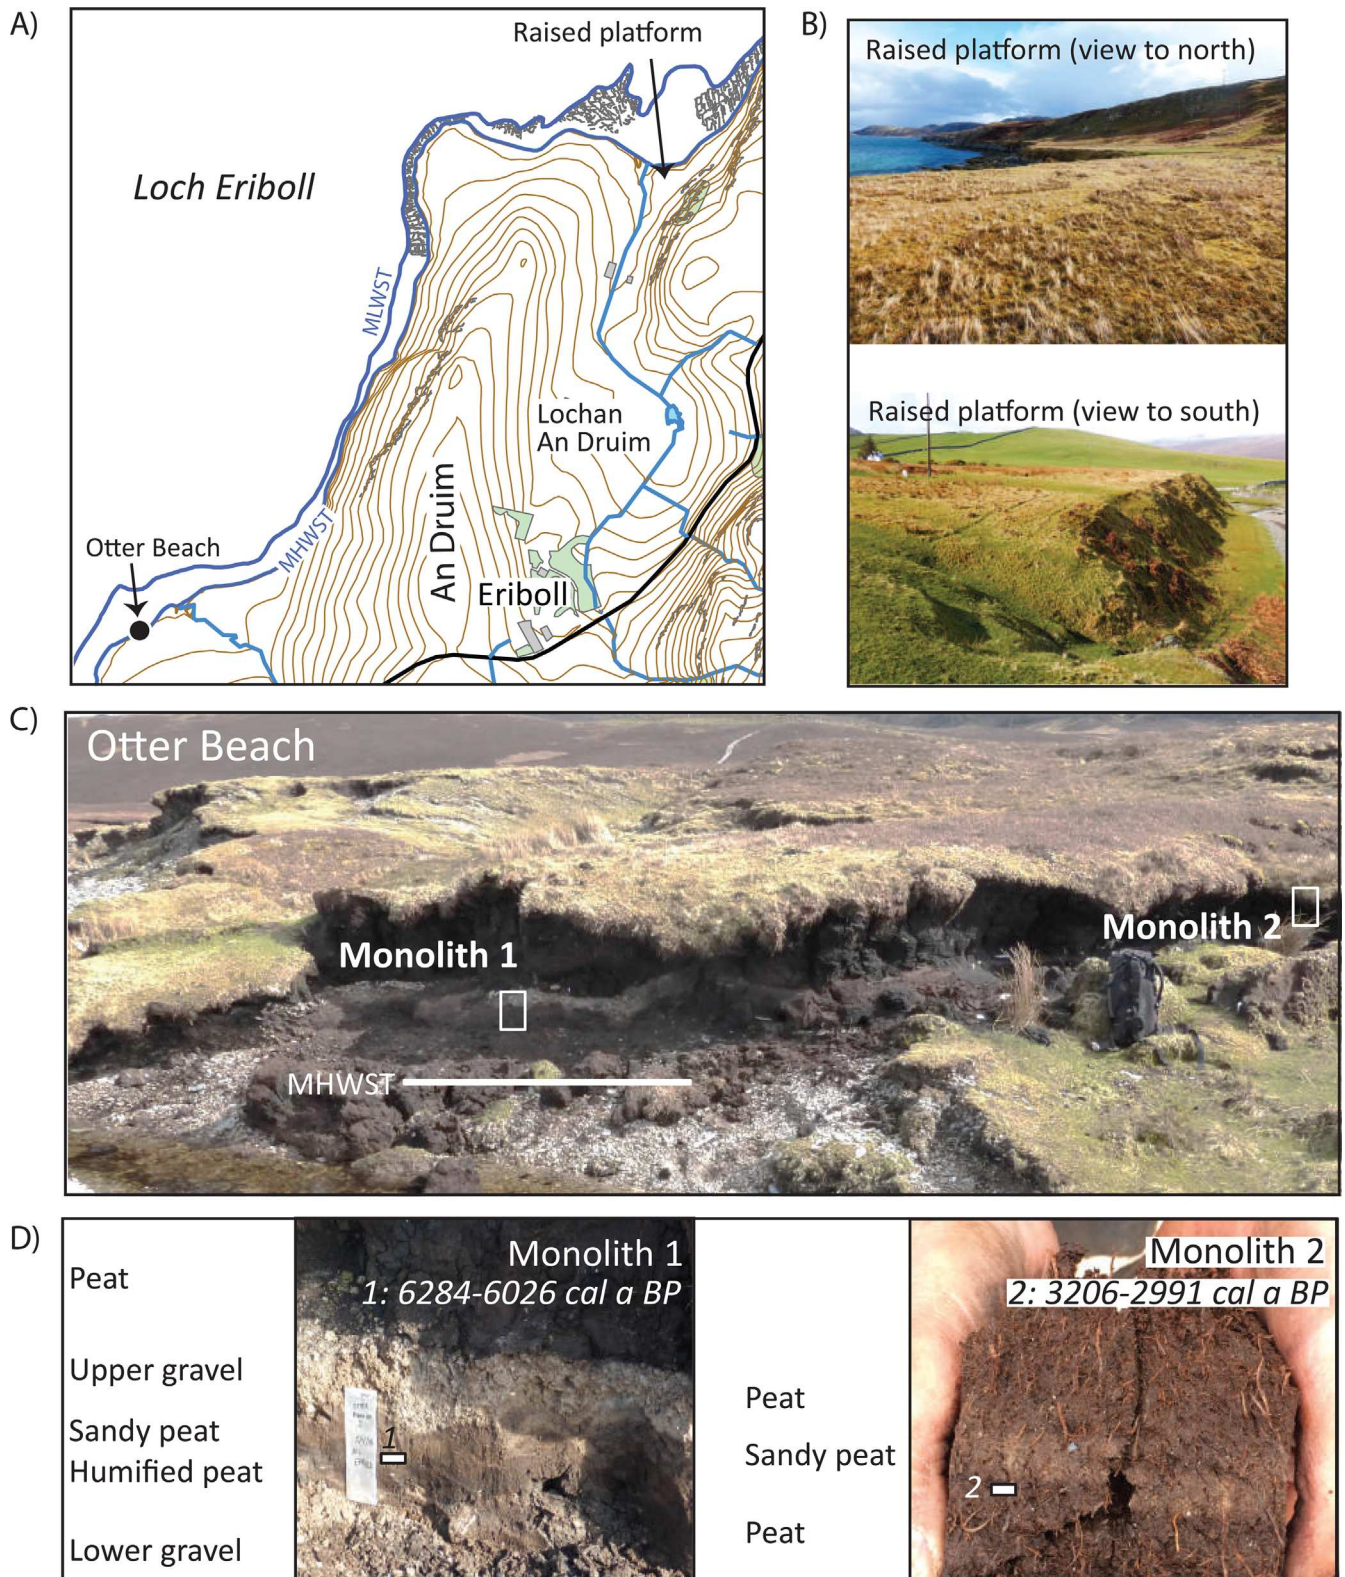 A)
Raised platform
Loch Eriboll
MLWST
Lochan
An Druim
An Druim
MHWST
Otter Beach
Eriboll
B)
Raised platform (view to north)
Raised platform (view to south)
C)
Otter Beach
Monolith 1
Monolith 2
MHWST
D)
Peat
Upper gravel
Sandy peat
Humified peat
Lower gravel
Monolith 1
1: 6284-6026 cal a BP
1
Peat
Sandy peat
Peat
Monolith 2
2: 3206-2991 cal a BP
2